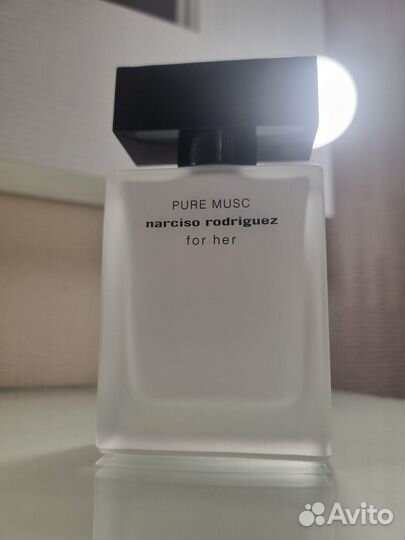 PURE MUSC
narciso rodriguez
for her
Avito